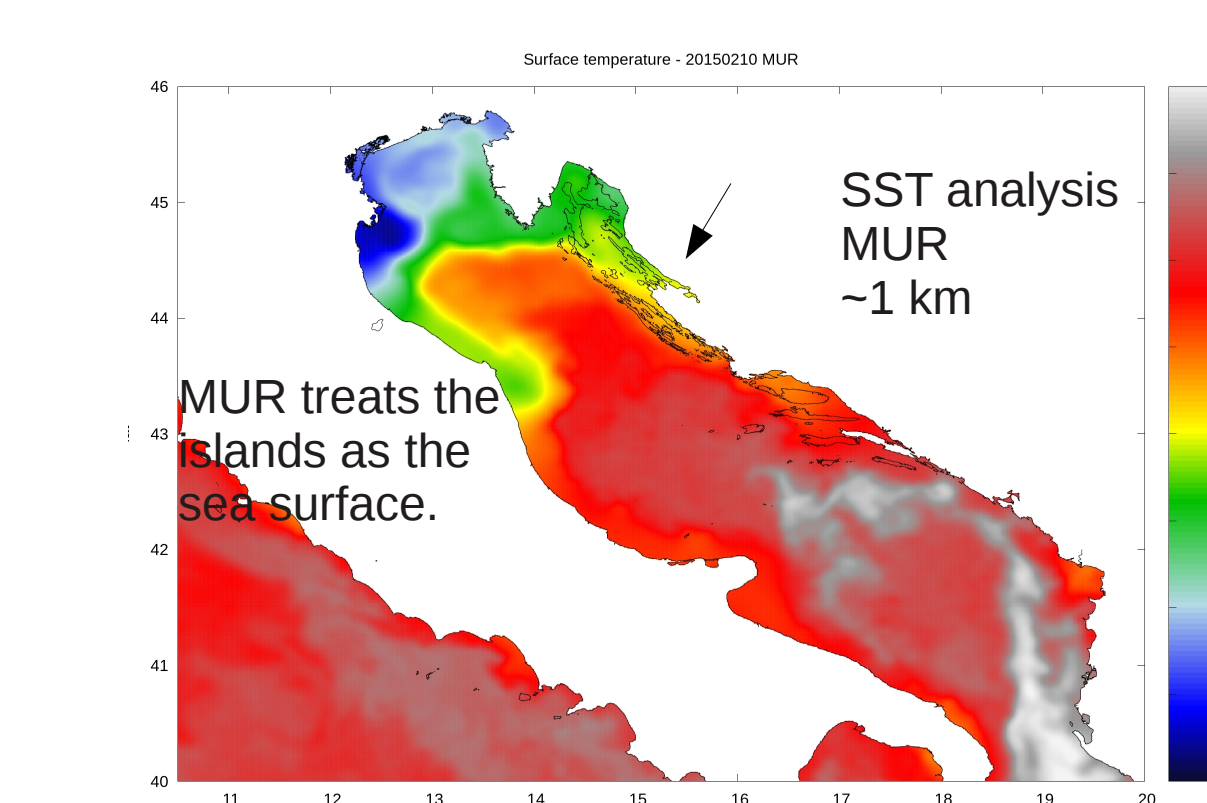 Surface temperature - 20150210 MUR
46
45
44
43
42
41
40
SST analysis
MUR
~1 km
MUR treats the
islands as the
sea surface.
11 12 13 14 15 16 17 18 19 20